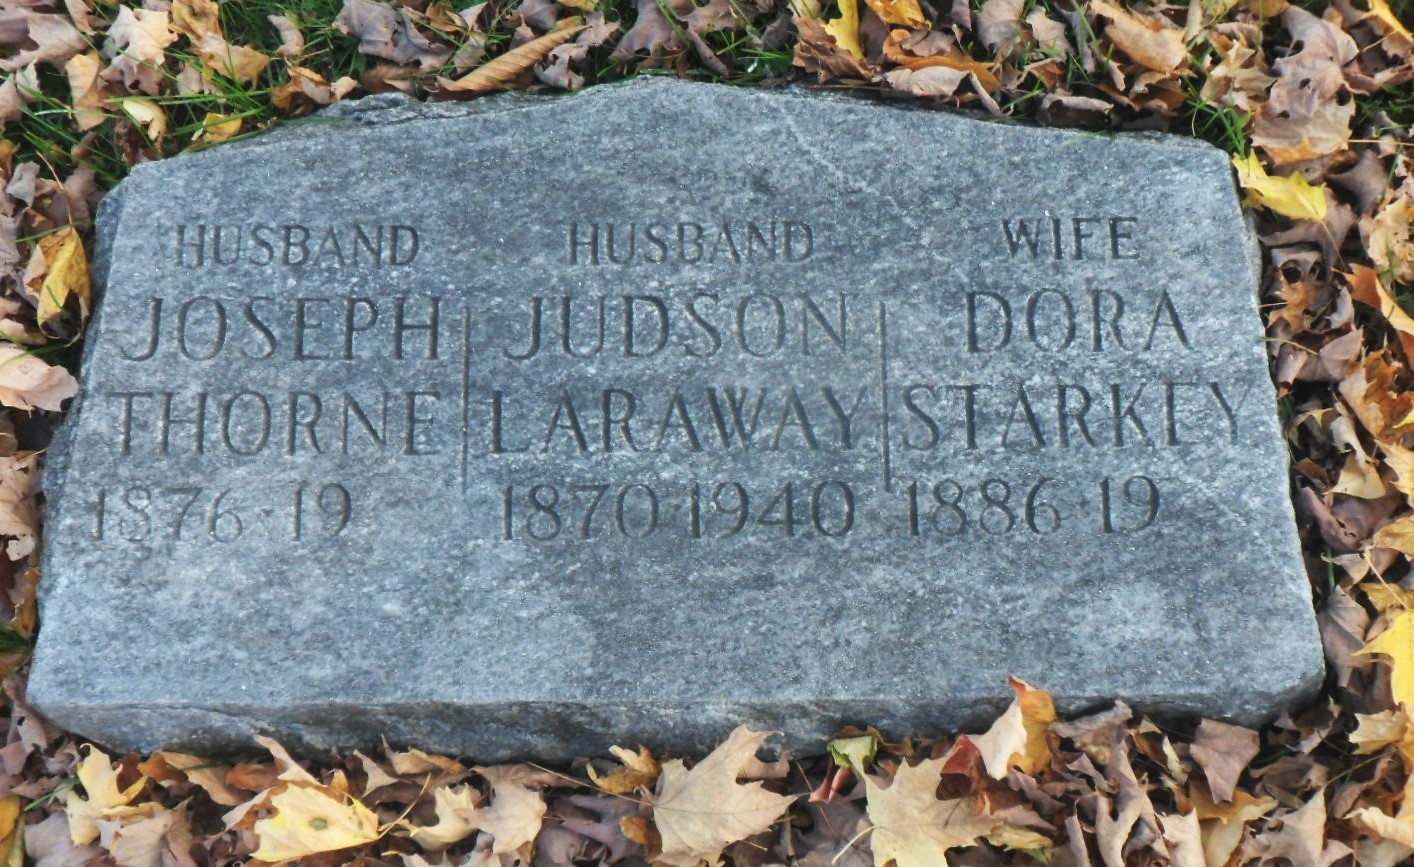 HUSBAND
JOSEPH
THORNE
1876·19
HUSBAND
JUDSON
LARAWAY
1870·1940
WIFE
DORA
STARKEY
1886·19